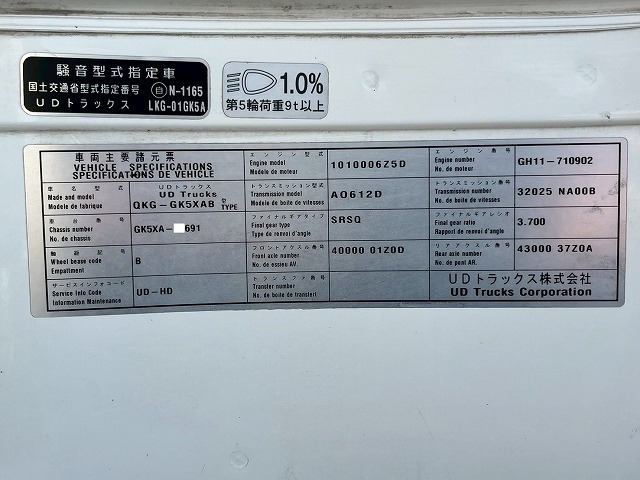 騒音型式指定車
国土交通省型式指定番号 自 N-1165
UDトラックス LKG-01GK5A
1.0%
第5輪荷重9t以上
車両主要諸元票
VEHICLE SPECIFICATIONS
SPECIFICATIONS DE VEHICLE
車名型式
Made and model
Modele de fabrique
UDトラックス
UD Trucks
QKG-GK5XAB 型 TYPE
車台番号
Chassis number
No. de chassis
GK5XA- 691
軸距記号
Wheel base code
Empattement
B
サービスインフォコード
Service Info Code
Information Maintenance
UD-HD
エンジン型式
Engine model
Modele de moteur
1010006Z5D
トランスミッション型式
Transmission model
Modele de boite de vitesses
AO612D
ファイナルギアタイプ
Final gear type
Type de renvoi d'angle
SRSQ
フロントアクスル番号
Front axle number
No. de essieu AV.
40000 01Z0D
トランスファ番号
Transfer number
No. de boite de transfert
エンジン番号
Engine number
No. de moteur
GH11-710902
トランスミッション番号
Transmission number
No. de boite de vitesses
32025 NA00B
ファイナルギアレシオ
Final gear ratio
Rapport de renvoi d'angle
3.700
リアアクスル番号
Rear axle number
No. de pont AR.
43000 37Z0A
UDトラックス株式会社
UD Trucks Corporation